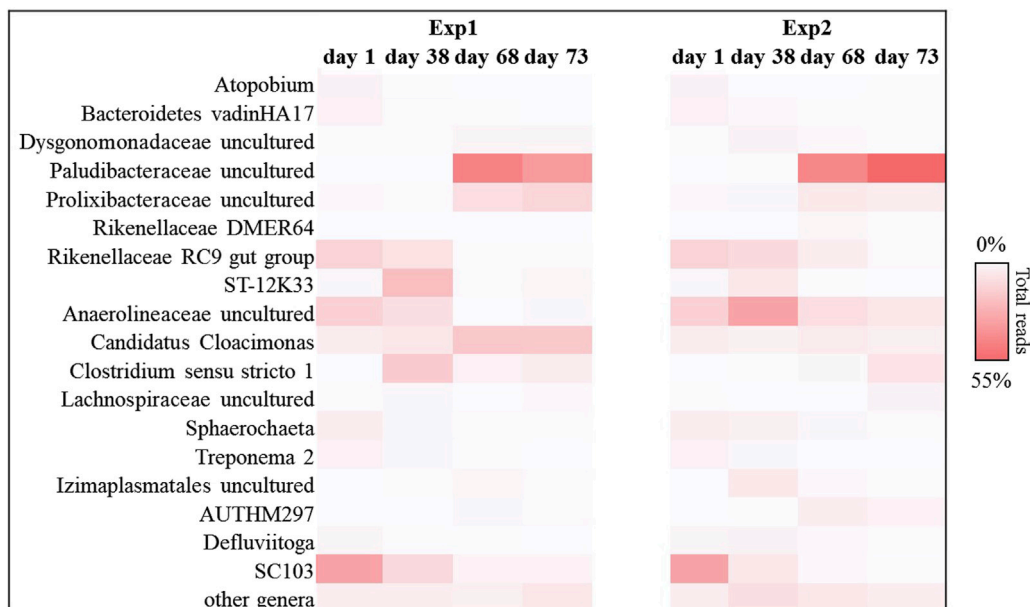 Exp1 Exp2
day 1 day 38 day 68 day 73 day 1 day 38 day 68 day 73
Atopobium
Bacteroidetes vadinHA17
Dysgonomonadaceae uncultured
Paludibacteraceae uncultured
Prolixibacteraceae uncultured
Rikenellaceae DMER64
Rikenellaceae RC9 gut group
ST-12K33
Anaerolineaceae uncultured
Candidatus Cloacimonas
Clostridium sensu stricto 1
Lachnospiraceae uncultured
Sphaerochaeta
Treponema 2
Izimaplasmatales uncultured
AUTHM297
Defluviitoga
SC103
other genera
0%
Total reads
55%